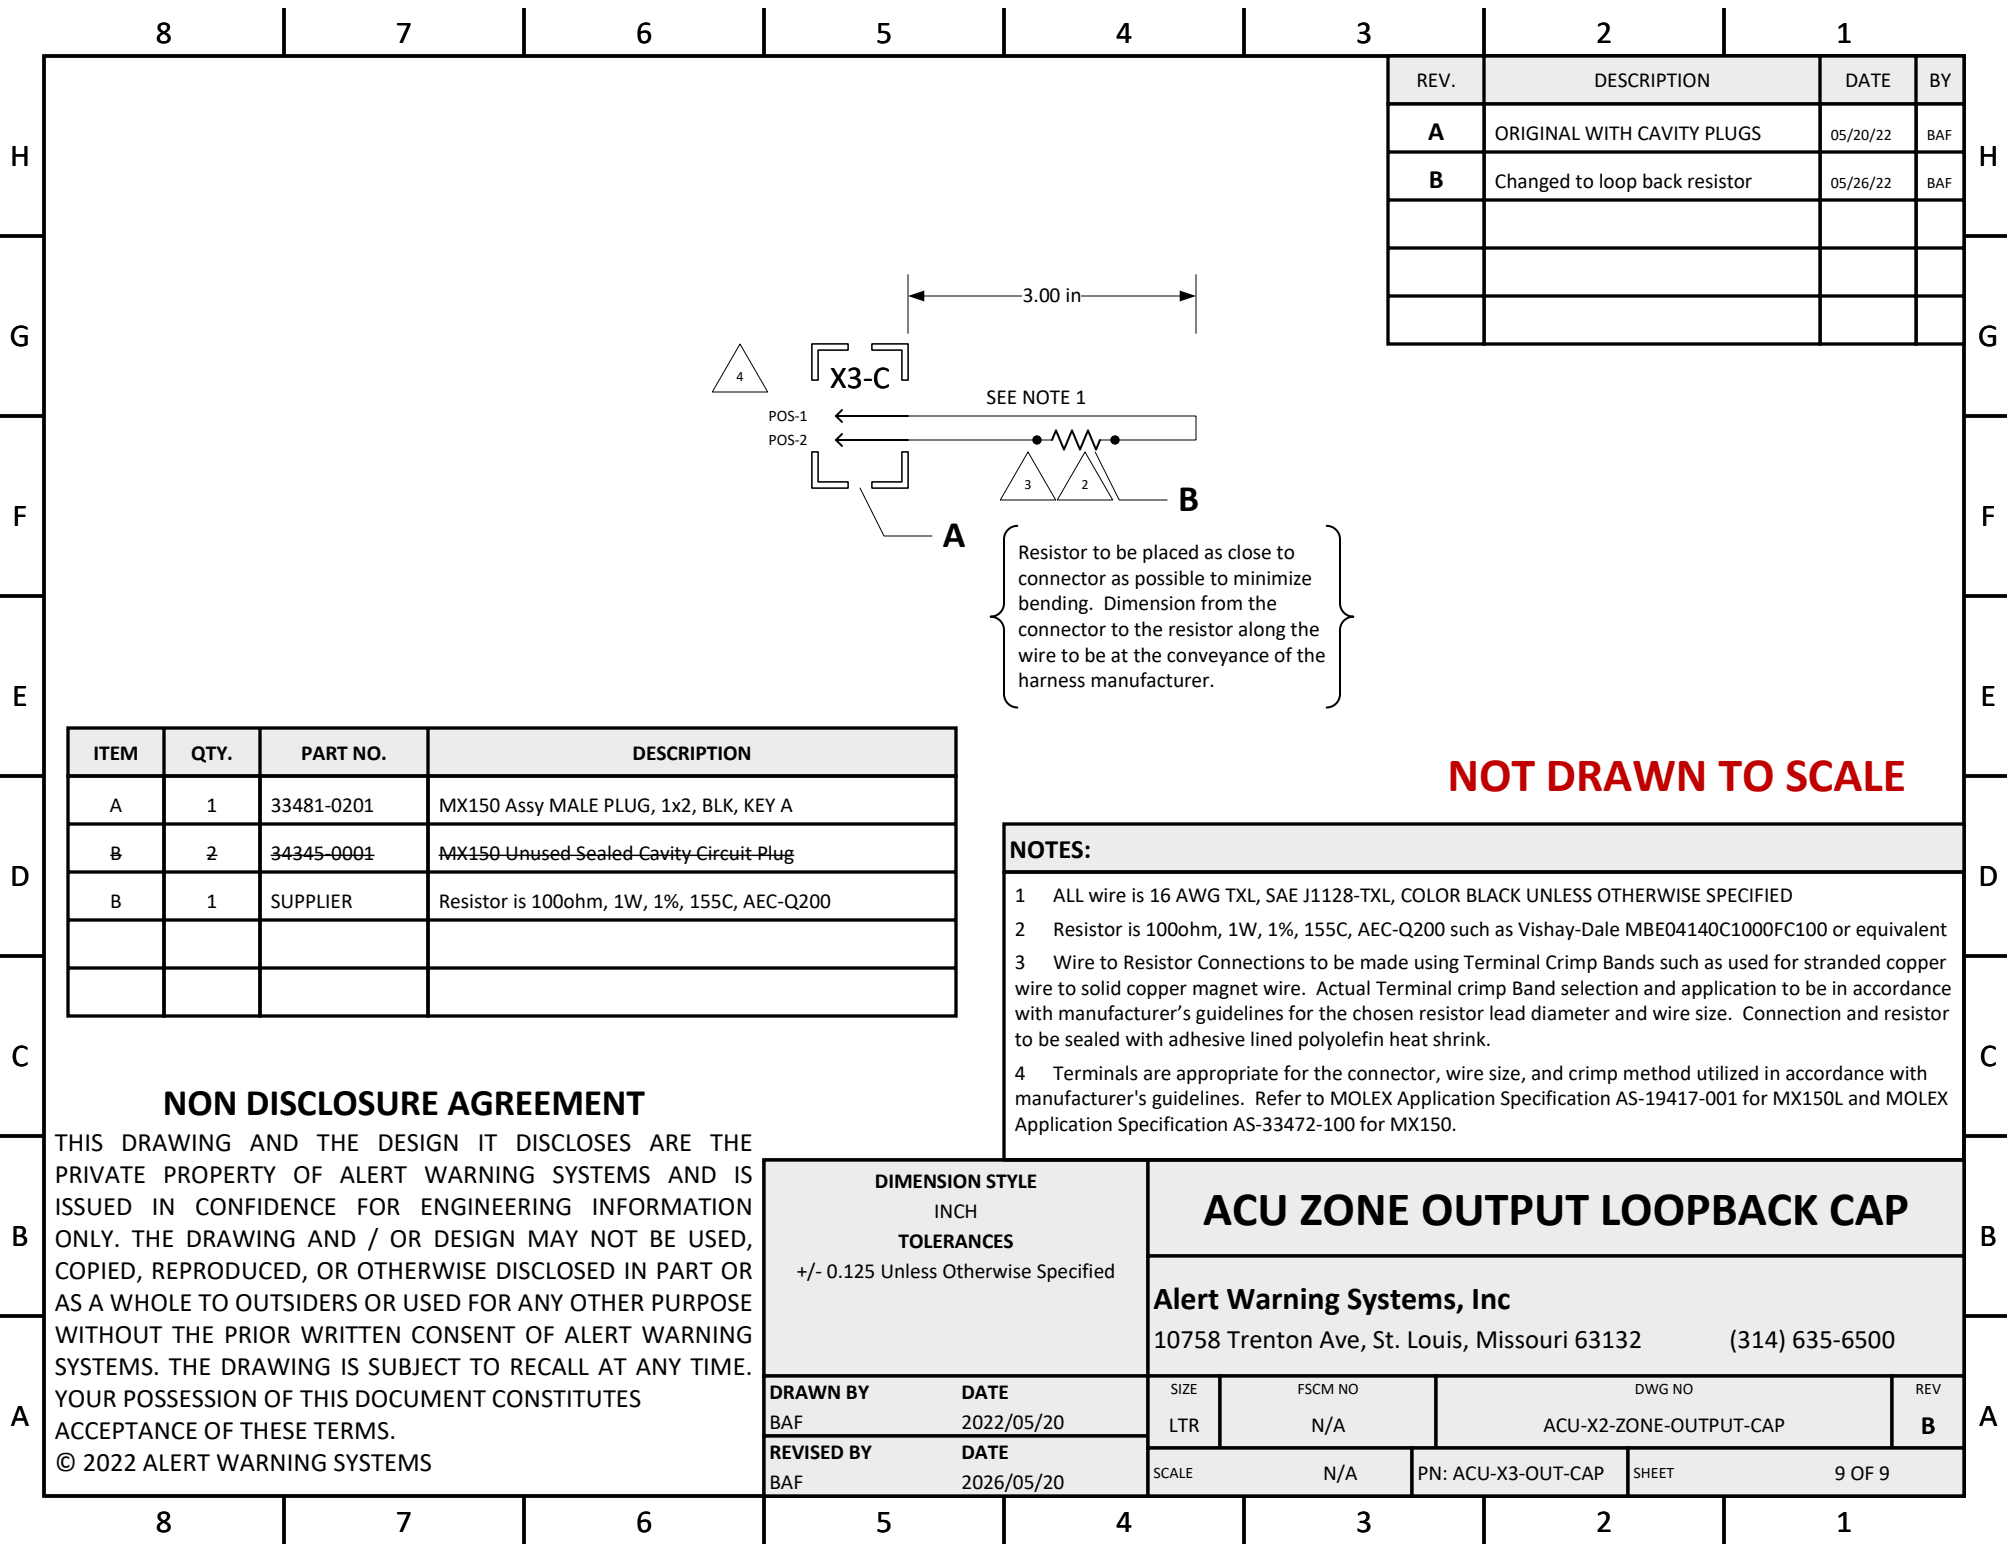 8 7 6 5 4 3 2 1
REV. DESCRIPTION DATE BY
A ORIGINAL WITH CAVITY PLUGS 05/20/22 BAF
B Changed to loop back resistor 05/26/22 BAF
H H
3.00 in
G G
4
X3-C
SEE NOTE 1
POS-1
POS-2
3 2
B
A
F F
Resistor to be placed as close to
connector as possible to minimize
bending. Dimension from the
connector to the resistor along the
wire to be at the conveyance of the
harness manufacturer.
E E
ITEM QTY. PART NO. DESCRIPTION
A 1 33481-0201 MX150 Assy MALE PLUG, 1x2, BLK, KEY A
B 2 34345-0001 MX150 Unused Sealed Cavity Circuit Plug
B 1 SUPPLIER Resistor is 100ohm, 1W, 1%, 155C, AEC-Q200
NOT DRAWN TO SCALE
D D
NOTES:
1 ALL wire is 16 AWG TXL, SAE J1128-TXL, COLOR BLACK UNLESS OTHERWISE SPECIFIED
2 Resistor is 100ohm, 1W, 1%, 155C, AEC-Q200 such as Vishay-Dale MBE04140C1000FC100 or equivalent
3 Wire to Resistor Connections to be made using Terminal Crimp Bands such as used for stranded copper
wire to solid copper magnet wire. Actual Terminal crimp Band selection and application to be in accordance
with manufacturer’s guidelines for the chosen resistor lead diameter and wire size. Connection and resistor
to be sealed with adhesive lined polyolefin heat shrink.
4 Terminals are appropriate for the connector, wire size, and crimp method utilized in accordance with
manufacturer's guidelines. Refer to MOLEX Application Specification AS-19417-001 for MX150L and MOLEX
Application Specification AS-33472-100 for MX150.
C C
NON DISCLOSURE AGREEMENT
THIS DRAWING AND THE DESIGN IT DISCLOSES ARE THE
PRIVATE PROPERTY OF ALERT WARNING SYSTEMS AND IS
ISSUED IN CONFIDENCE FOR ENGINEERING INFORMATION
ONLY. THE DRAWING AND / OR DESIGN MAY NOT BE USED,
COPIED, REPRODUCED, OR OTHERWISE DISCLOSED IN PART OR
AS A WHOLE TO OUTSIDERS OR USED FOR ANY OTHER PURPOSE
WITHOUT THE PRIOR WRITTEN CONSENT OF ALERT WARNING
SYSTEMS. THE DRAWING IS SUBJECT TO RECALL AT ANY TIME.
YOUR POSSESSION OF THIS DOCUMENT CONSTITUTES
ACCEPTANCE OF THESE TERMS.
© 2022 ALERT WARNING SYSTEMS
B B
DIMENSION STYLE
INCH
TOLERANCES
+/- 0.125 Unless Otherwise Specified
DRAWN BY DATE
BAF 2022/05/20
REVISED BY DATE
BAF 2026/05/20
ACU ZONE OUTPUT LOOPBACK CAP
Alert Warning Systems, Inc
10758 Trenton Ave, St. Louis, Missouri 63132 (314) 635-6500
SIZE FSCM NO DWG NO REV
LTR N/A ACU-X2-ZONE-OUTPUT-CAP B
SCALE N/A PN: ACU-X3-OUT-CAP SHEET 9 OF 9
A A
8 7 6 5 4 3 2 1